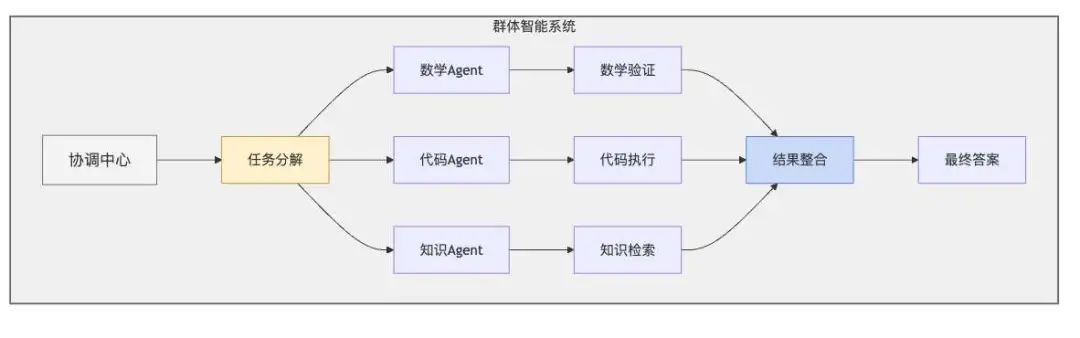 群体智能系统
数学Agent
数学验证
协调中心
任务分解
代码Agent
代码执行
结果整合
最终答案
知识Agent
知识检索